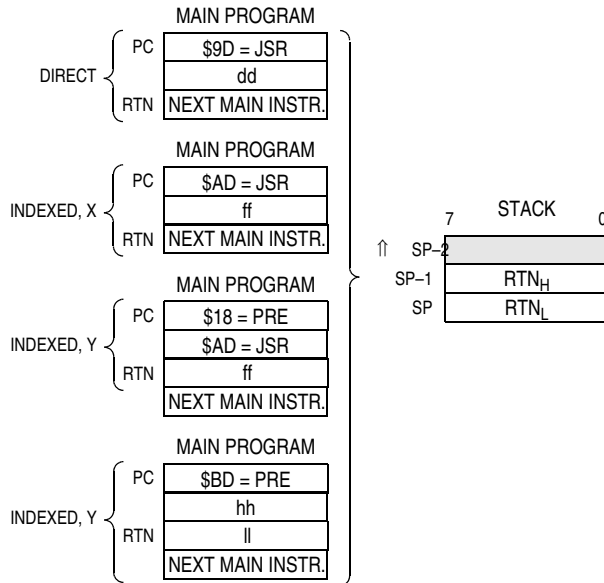 MAIN PROGRAM
PC $9D = JSR
DIRECT dd
RTN NEXT MAIN INSTR.
MAIN PROGRAM
PC $AD = JSR
INDEXED, X ff
RTN NEXT MAIN INSTR.
MAIN PROGRAM
PC $18 = PRE
INDEXED, Y $AD = JSR
RTN ff
NEXT MAIN INSTR.
MAIN PROGRAM
PC $BD = PRE
INDEXED, Y hh
RTN ll
NEXT MAIN INSTR.
7 STACK 0
⇑ SP–2
SP–1 RTNH
SP RTNL